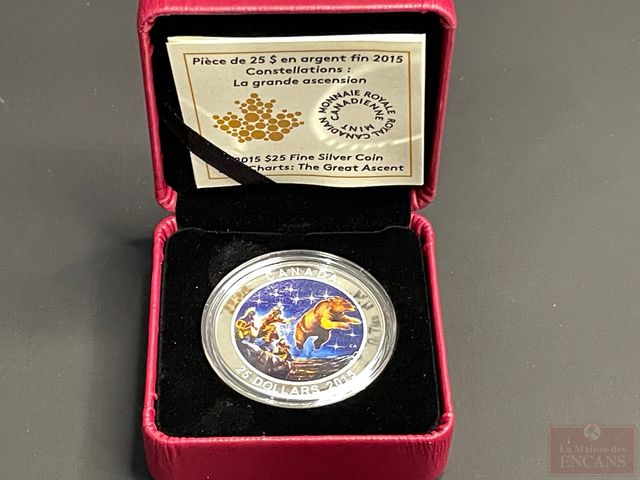 Pièce de 25 $ en argent fin 2015
Constellations :
La grande ascension
MONNAIE ROYALE CANADIENNE
ROYAL CANADIAN MINT
2015 $25 Fine Silver Coin
Charts: The Great Ascent
CANADA
25 DOLLARS 2015
La Maison des
ENCANS